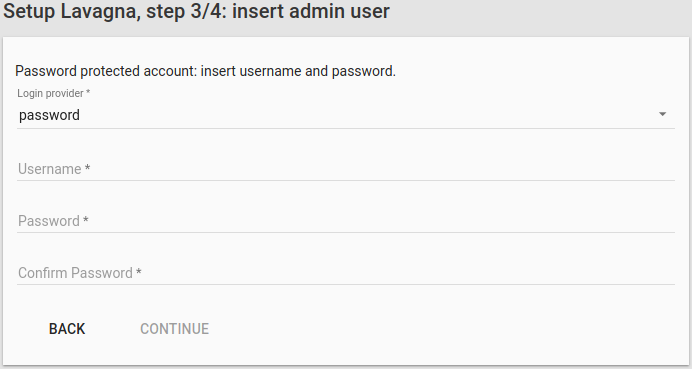 Setup Lavagna, step 3/4: insert admin user
Password protected account: insert username and password.
Login provider *
password
Username *
Password *
Confirm Password *
BACK CONTINUE